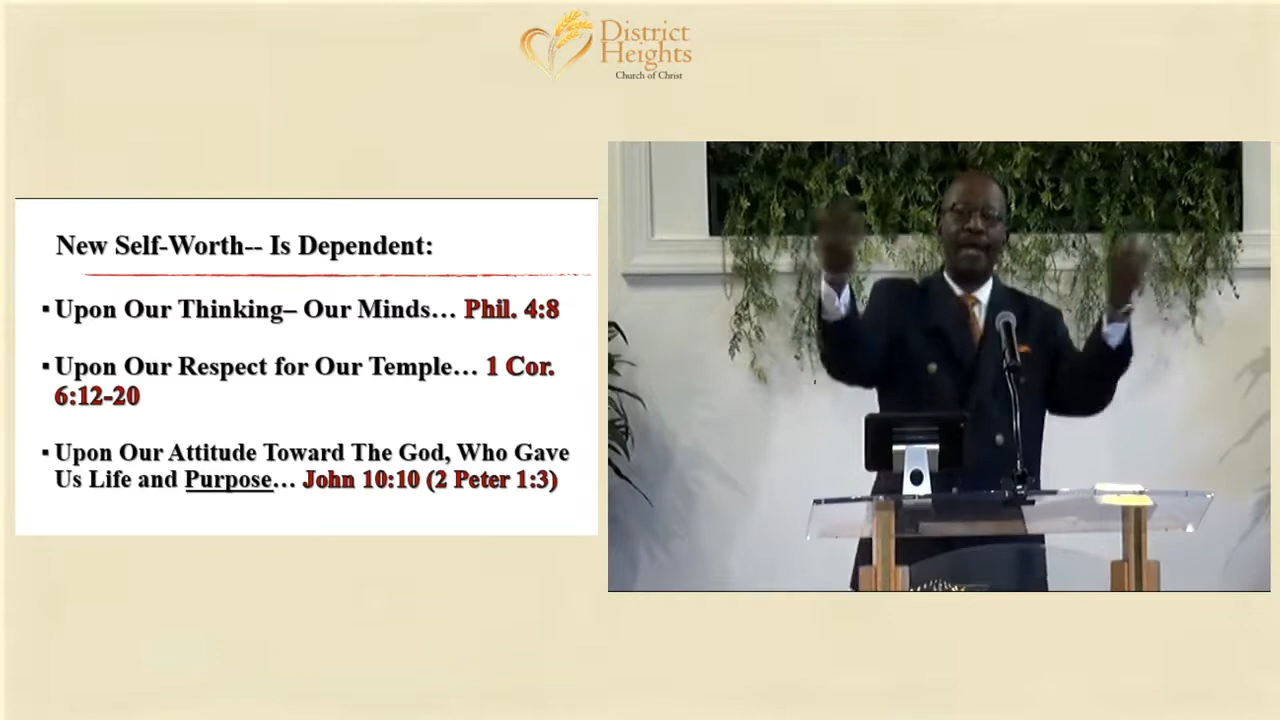 District
Heights
Church of Christ
New Self-Worth-- Is Dependent:
▪Upon Our Thinking– Our Minds… Phil. 4:8
▪Upon Our Respect for Our Temple… 1 Cor.
6:12-20
▪Upon Our Attitude Toward The God, Who Gave
Us Life and Purpose… John 10:10 (2 Peter 1:3)